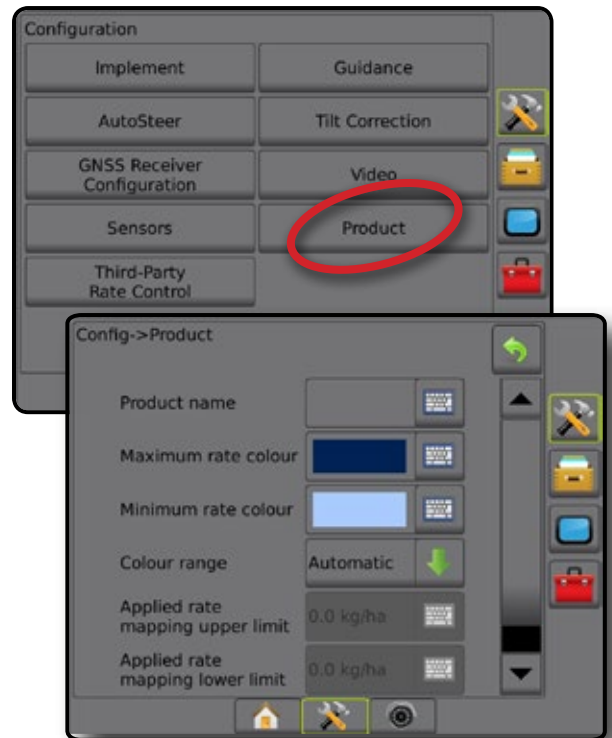 Configuration
Implement
Guidance
AutoSteer
Tilt Correction
GNSS Receiver
Configuration
Video
Sensors
Product
Third-Party
Rate Control
Config->Product
Product name
Maximum rate colour
Minimum rate colour
Colour range
Automatic
Applied rate
mapping upper limit
0.0 kg/ha
Applied rate
mapping lower limit
0.0 kg/ha